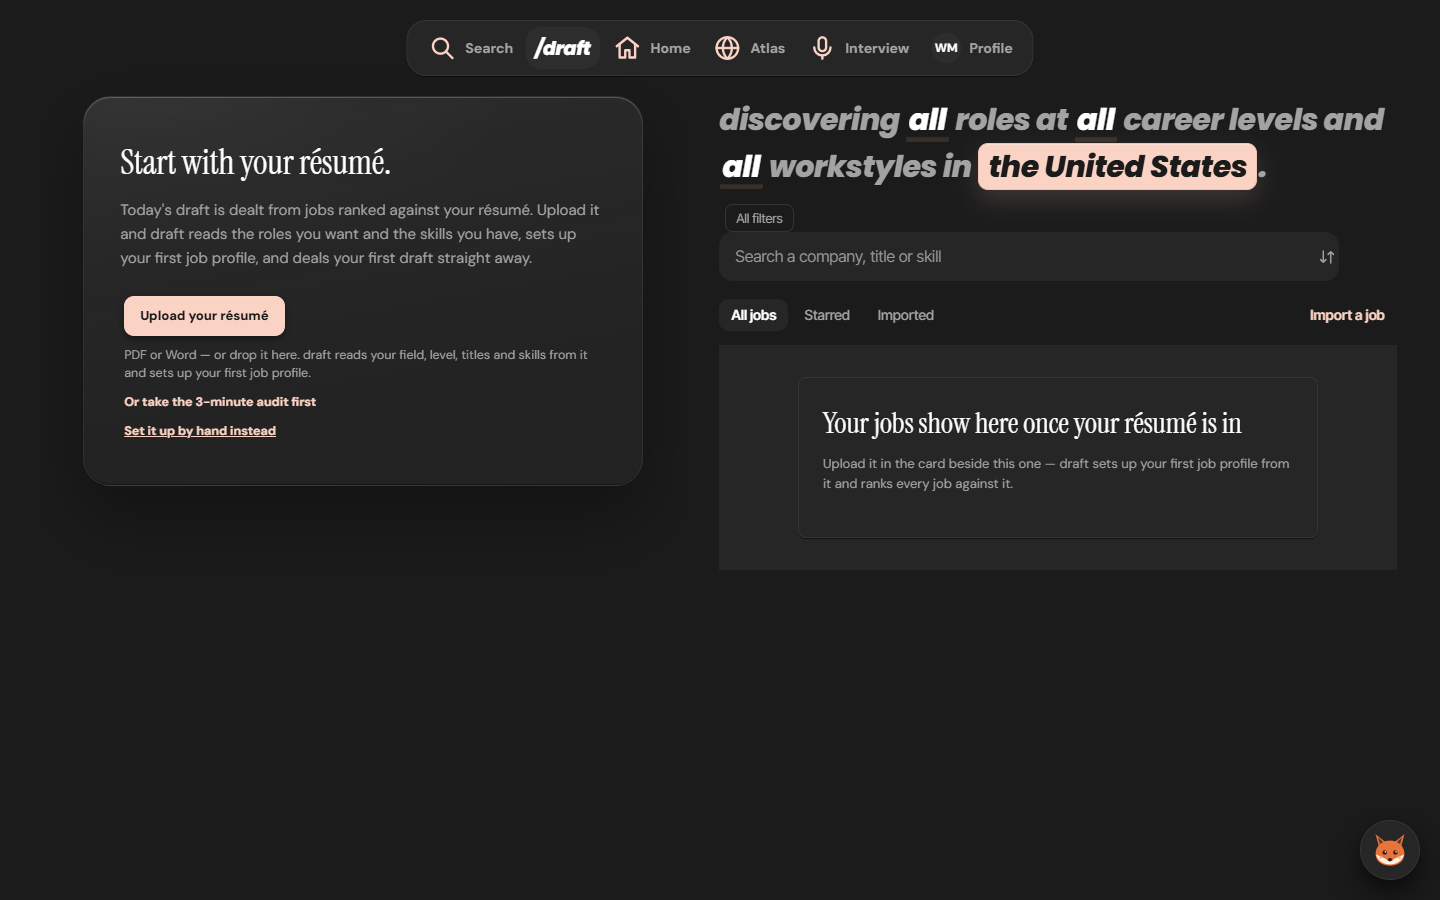 Search
/draft
Home
Atlas
Interview
WM
Profile
Start with your résumé.
Today's draft is dealt from jobs ranked against your résumé. Upload it
and draft reads the roles you want and the skills you have, sets up
your first job profile, and deals your first draft straight away.
Upload your résumé
PDF or Word — or drop it here. draft reads your field, level, titles and skills from it
and sets up your first job profile.
Or take the 3-minute audit first
Set it up by hand instead
discovering all roles at all career levels and
all workstyles in the United States.
All filters
Search a company, title or skill
All jobs
Starred
Imported
Import a job
Your jobs show here once your résumé is in
Upload it in the card beside this one — draft sets up your first job profile from
it and ranks every job against it.